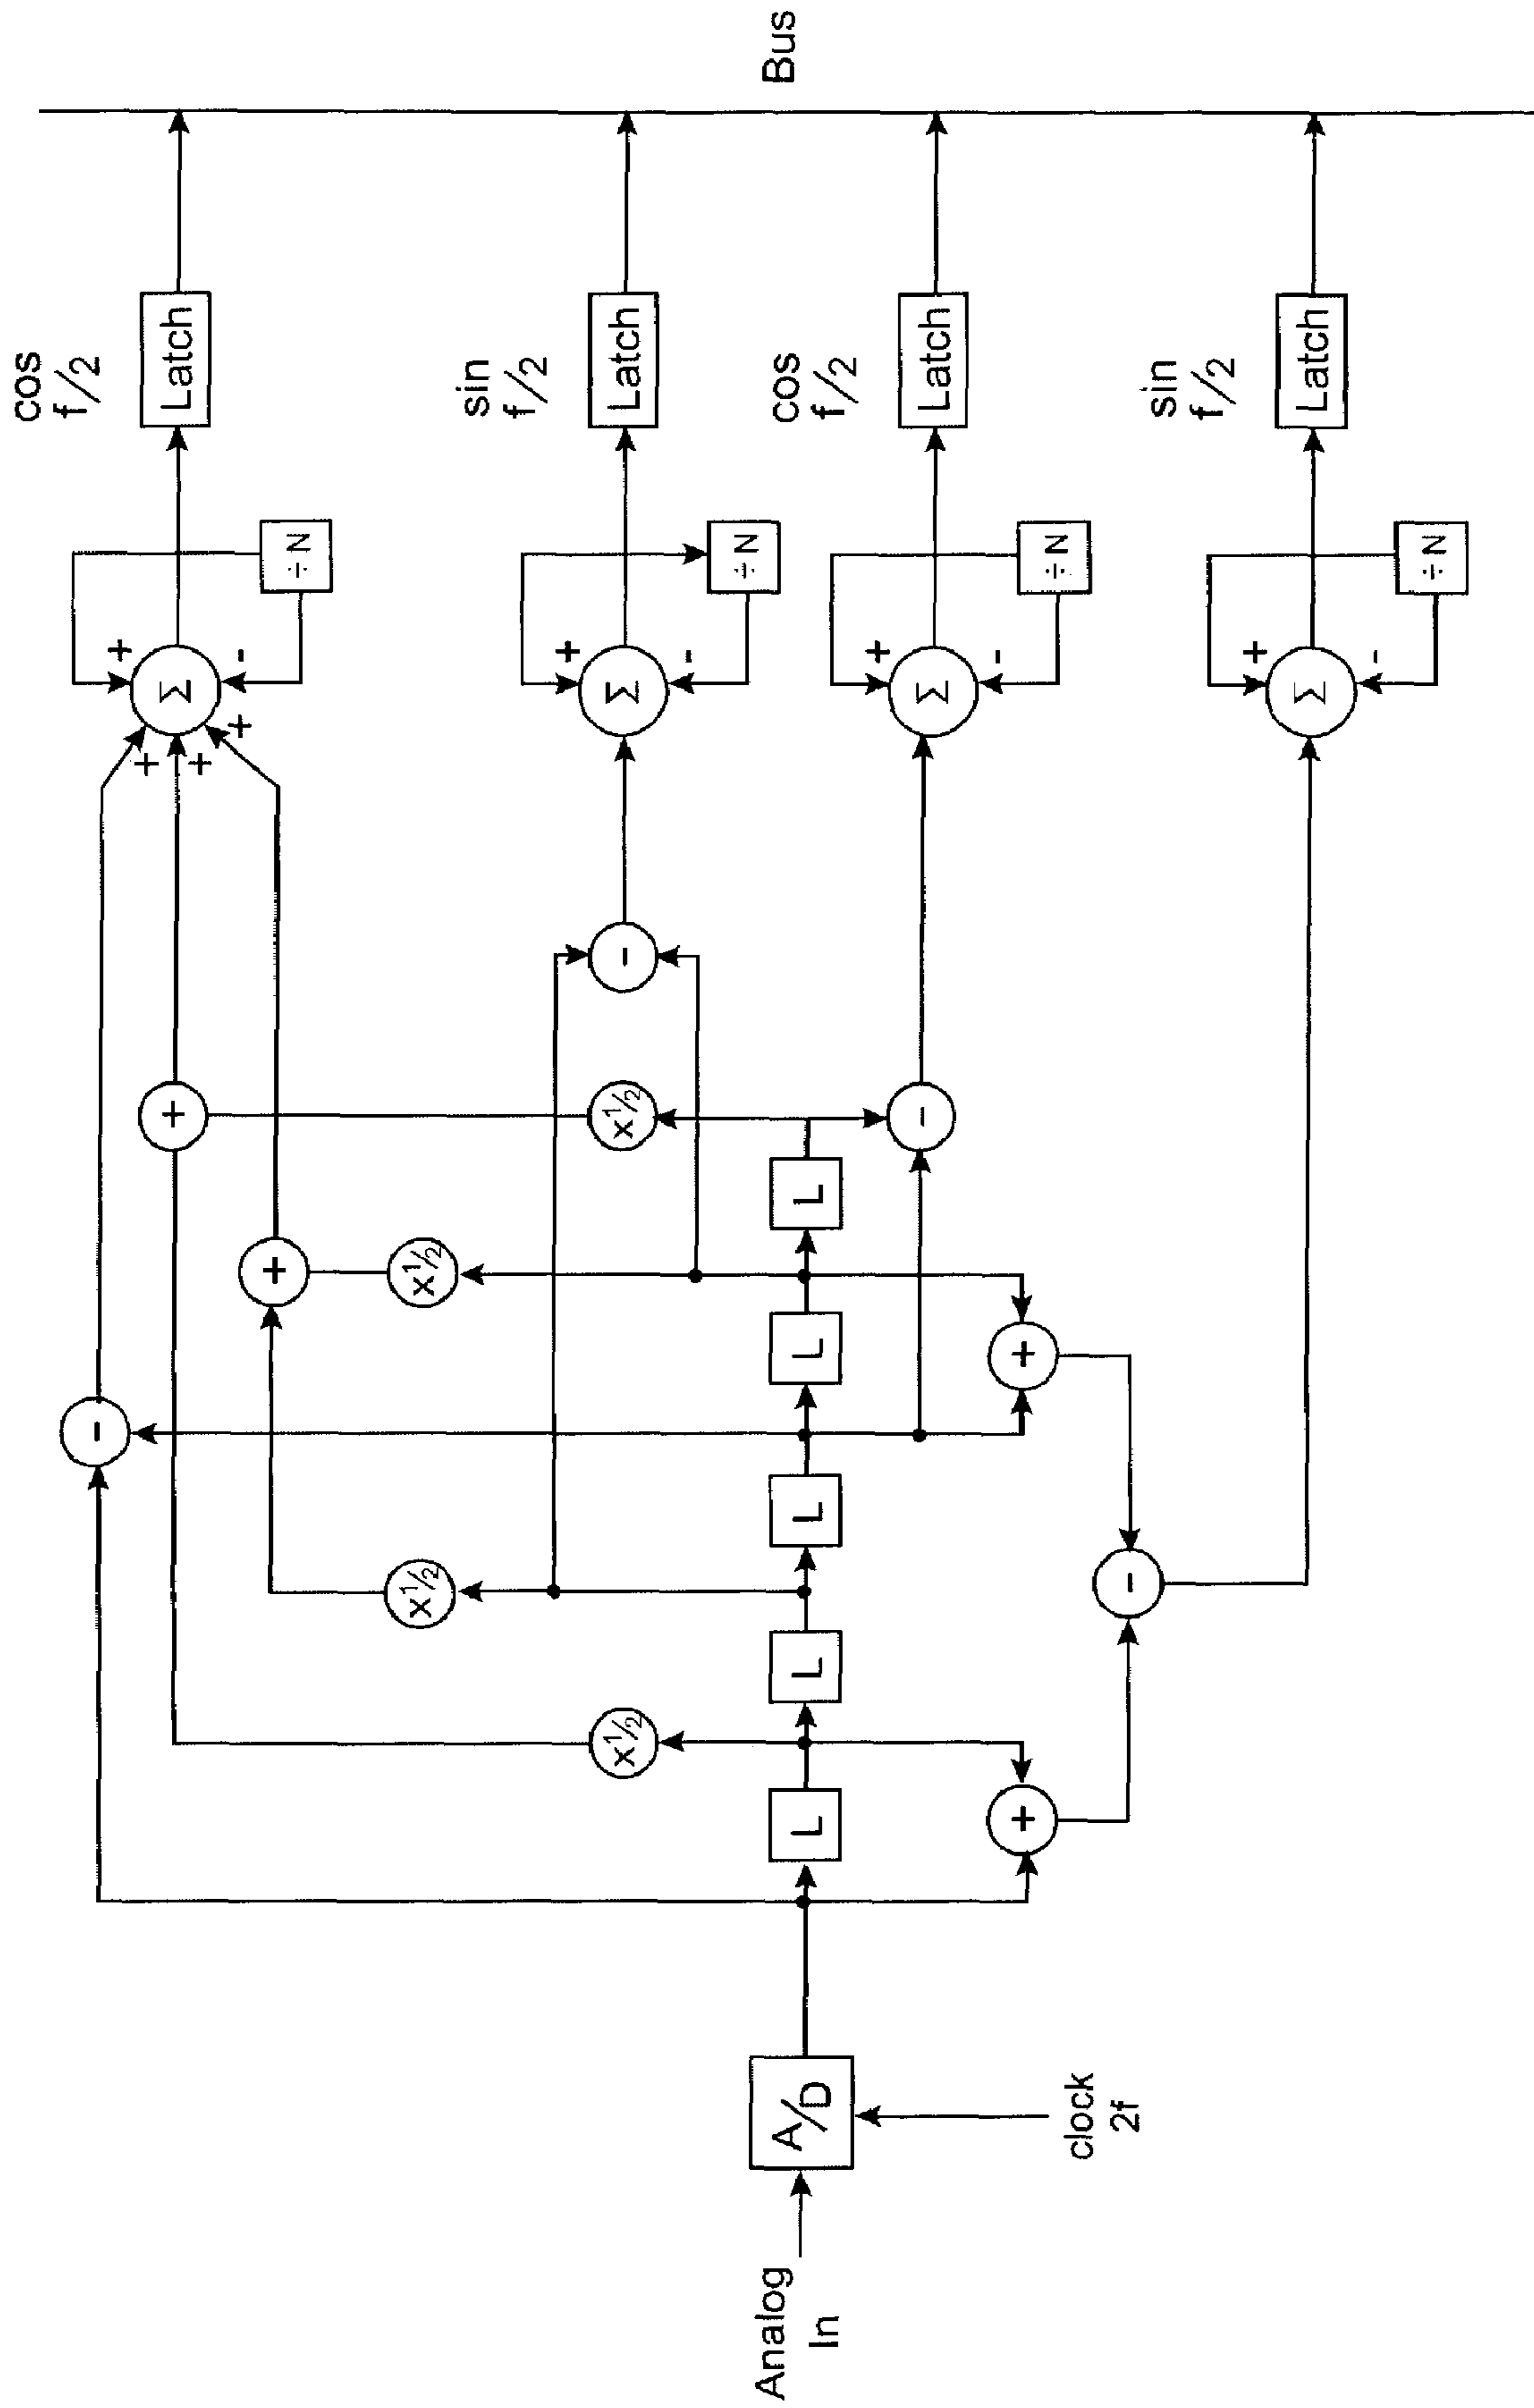 cos
f/2
-
+
+
+
+
+
+
Σ
-
Latch
÷N
x1/2
x1/2
sin
f/2
x1/2
x1/2
-
+
Σ
-
Latch
÷N
Analog
In
A/D
clock
2f
L
L
L
L
L
Bus
cos
f/2
-
+
Σ
-
Latch
÷N
+
+
-
sin
f/2
+
Σ
-
Latch
÷N